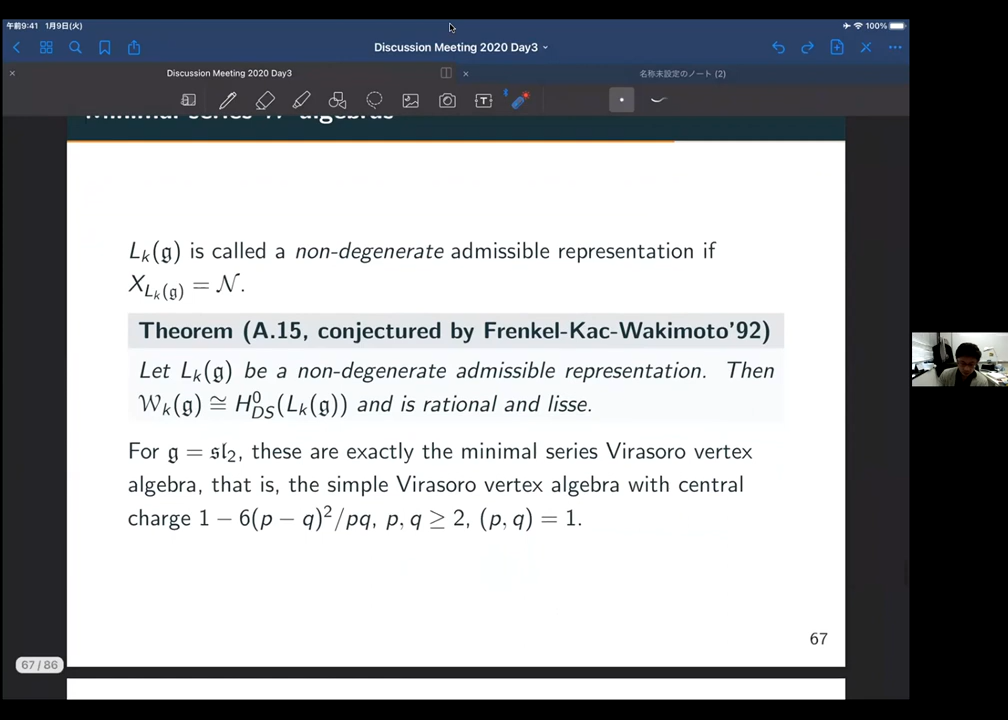 午前9:41 1月9日(火)
100%
Discussion Meeting 2020 Day3
Discussion Meeting 2020 Day3
名称未設定のノート (2)
Minimal series W-algebras
L_k(𝔤) is called a non-degenerate admissible representation if
X_{L_k(𝔤)} = 𝒩.
Theorem (A.15, conjectured by Frenkel-Kac-Wakimoto'92)
Let L_k(𝔤) be a non-degenerate admissible representation. Then
𝒲_k(𝔤) ≅ H^0_{DS}(L_k(𝔤)) and is rational and lisse.
For 𝔤 = 𝔰𝔩_2, these are exactly the minimal series Virasoro vertex
algebra, that is, the simple Virasoro vertex algebra with central
charge 1 − 6(p − q)^2/pq, p, q ≥ 2, (p, q) = 1.
67
67 / 86